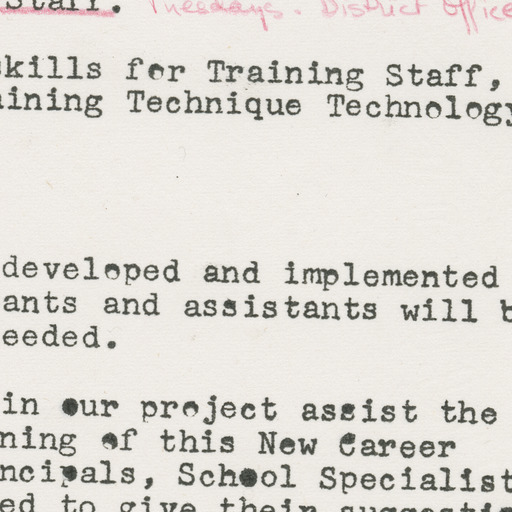 Staff. Tuesdays. District Office
skills for Training Staff,
aining Technique Technology
developed and implemented
ants and assistants will b
eeded.
in our project assist the
ning of this New Career
ncipals, School Specialist
ed to give their suggestio